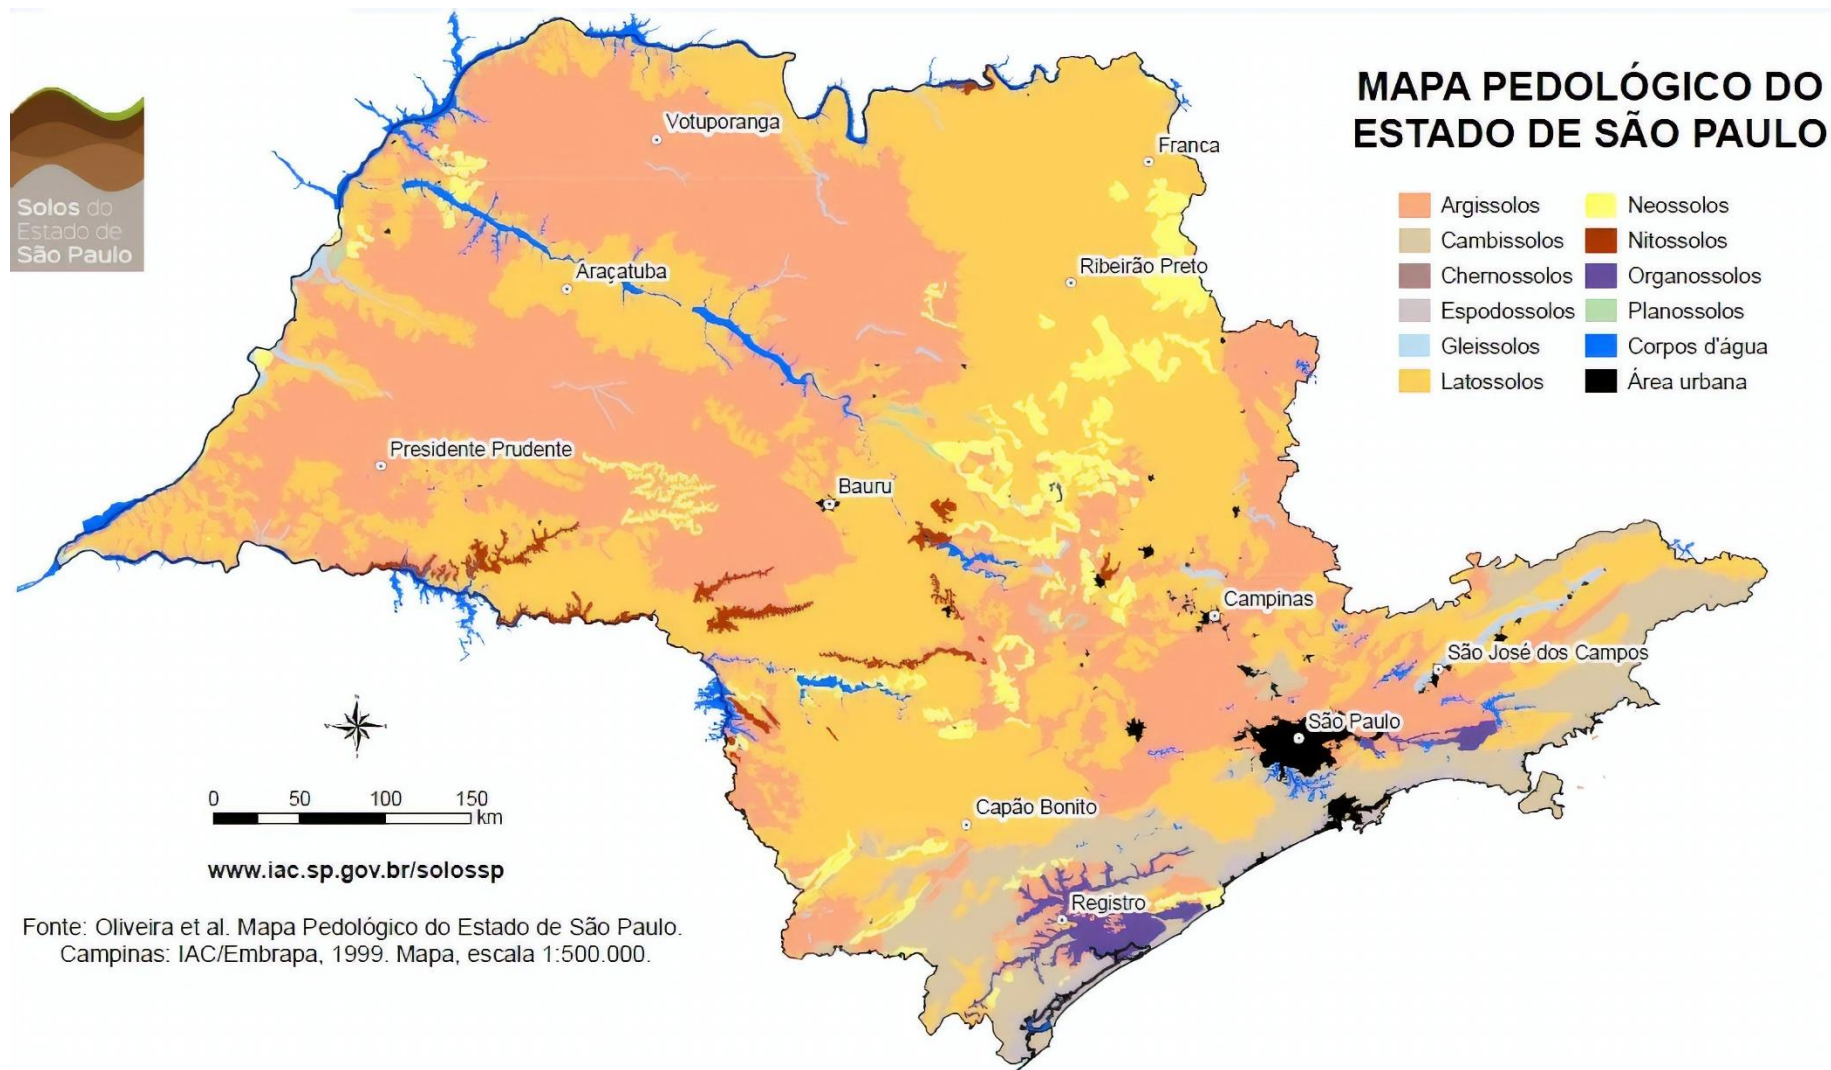 MAPA PEDOLÓGICO DO
ESTADO DE SÃO PAULO
Solos do
Estado de
São Paulo
Argissolos
Cambissolos
Chernossolos
Espodossolos
Gleissolos
Latossolos
Neossolos
Nitossolos
Organossolos
Planossolos
Corpos d'água
Área urbana
Votuporanga
Franca
Ribeirão Preto
Araçatuba
Presidente Prudente
Bauru
Campinas
São José dos Campos
São Paulo
Capão Bonito
Registro
0 50 100 150
km
www.iac.sp.gov.br/solossp
Fonte: Oliveira et al. Mapa Pedológico do Estado de São Paulo.
Campinas: IAC/Embrapa, 1999. Mapa, escala 1:500.000.